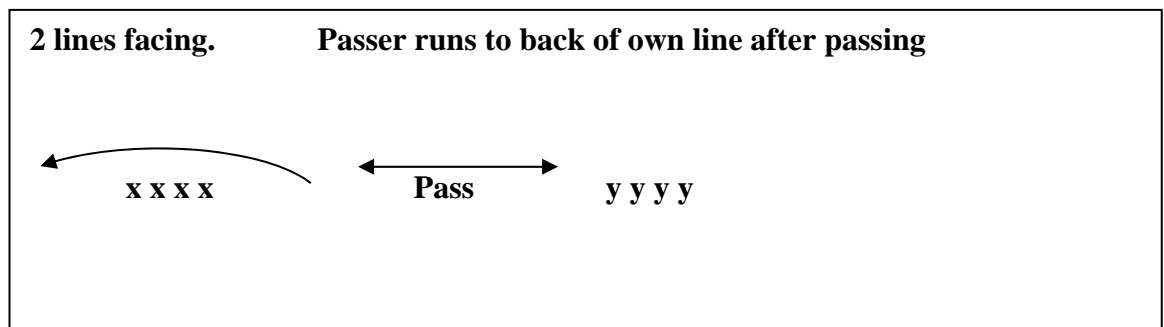 2 lines facing. Passer runs to back of own line after passing
x x x x Pass y y y y